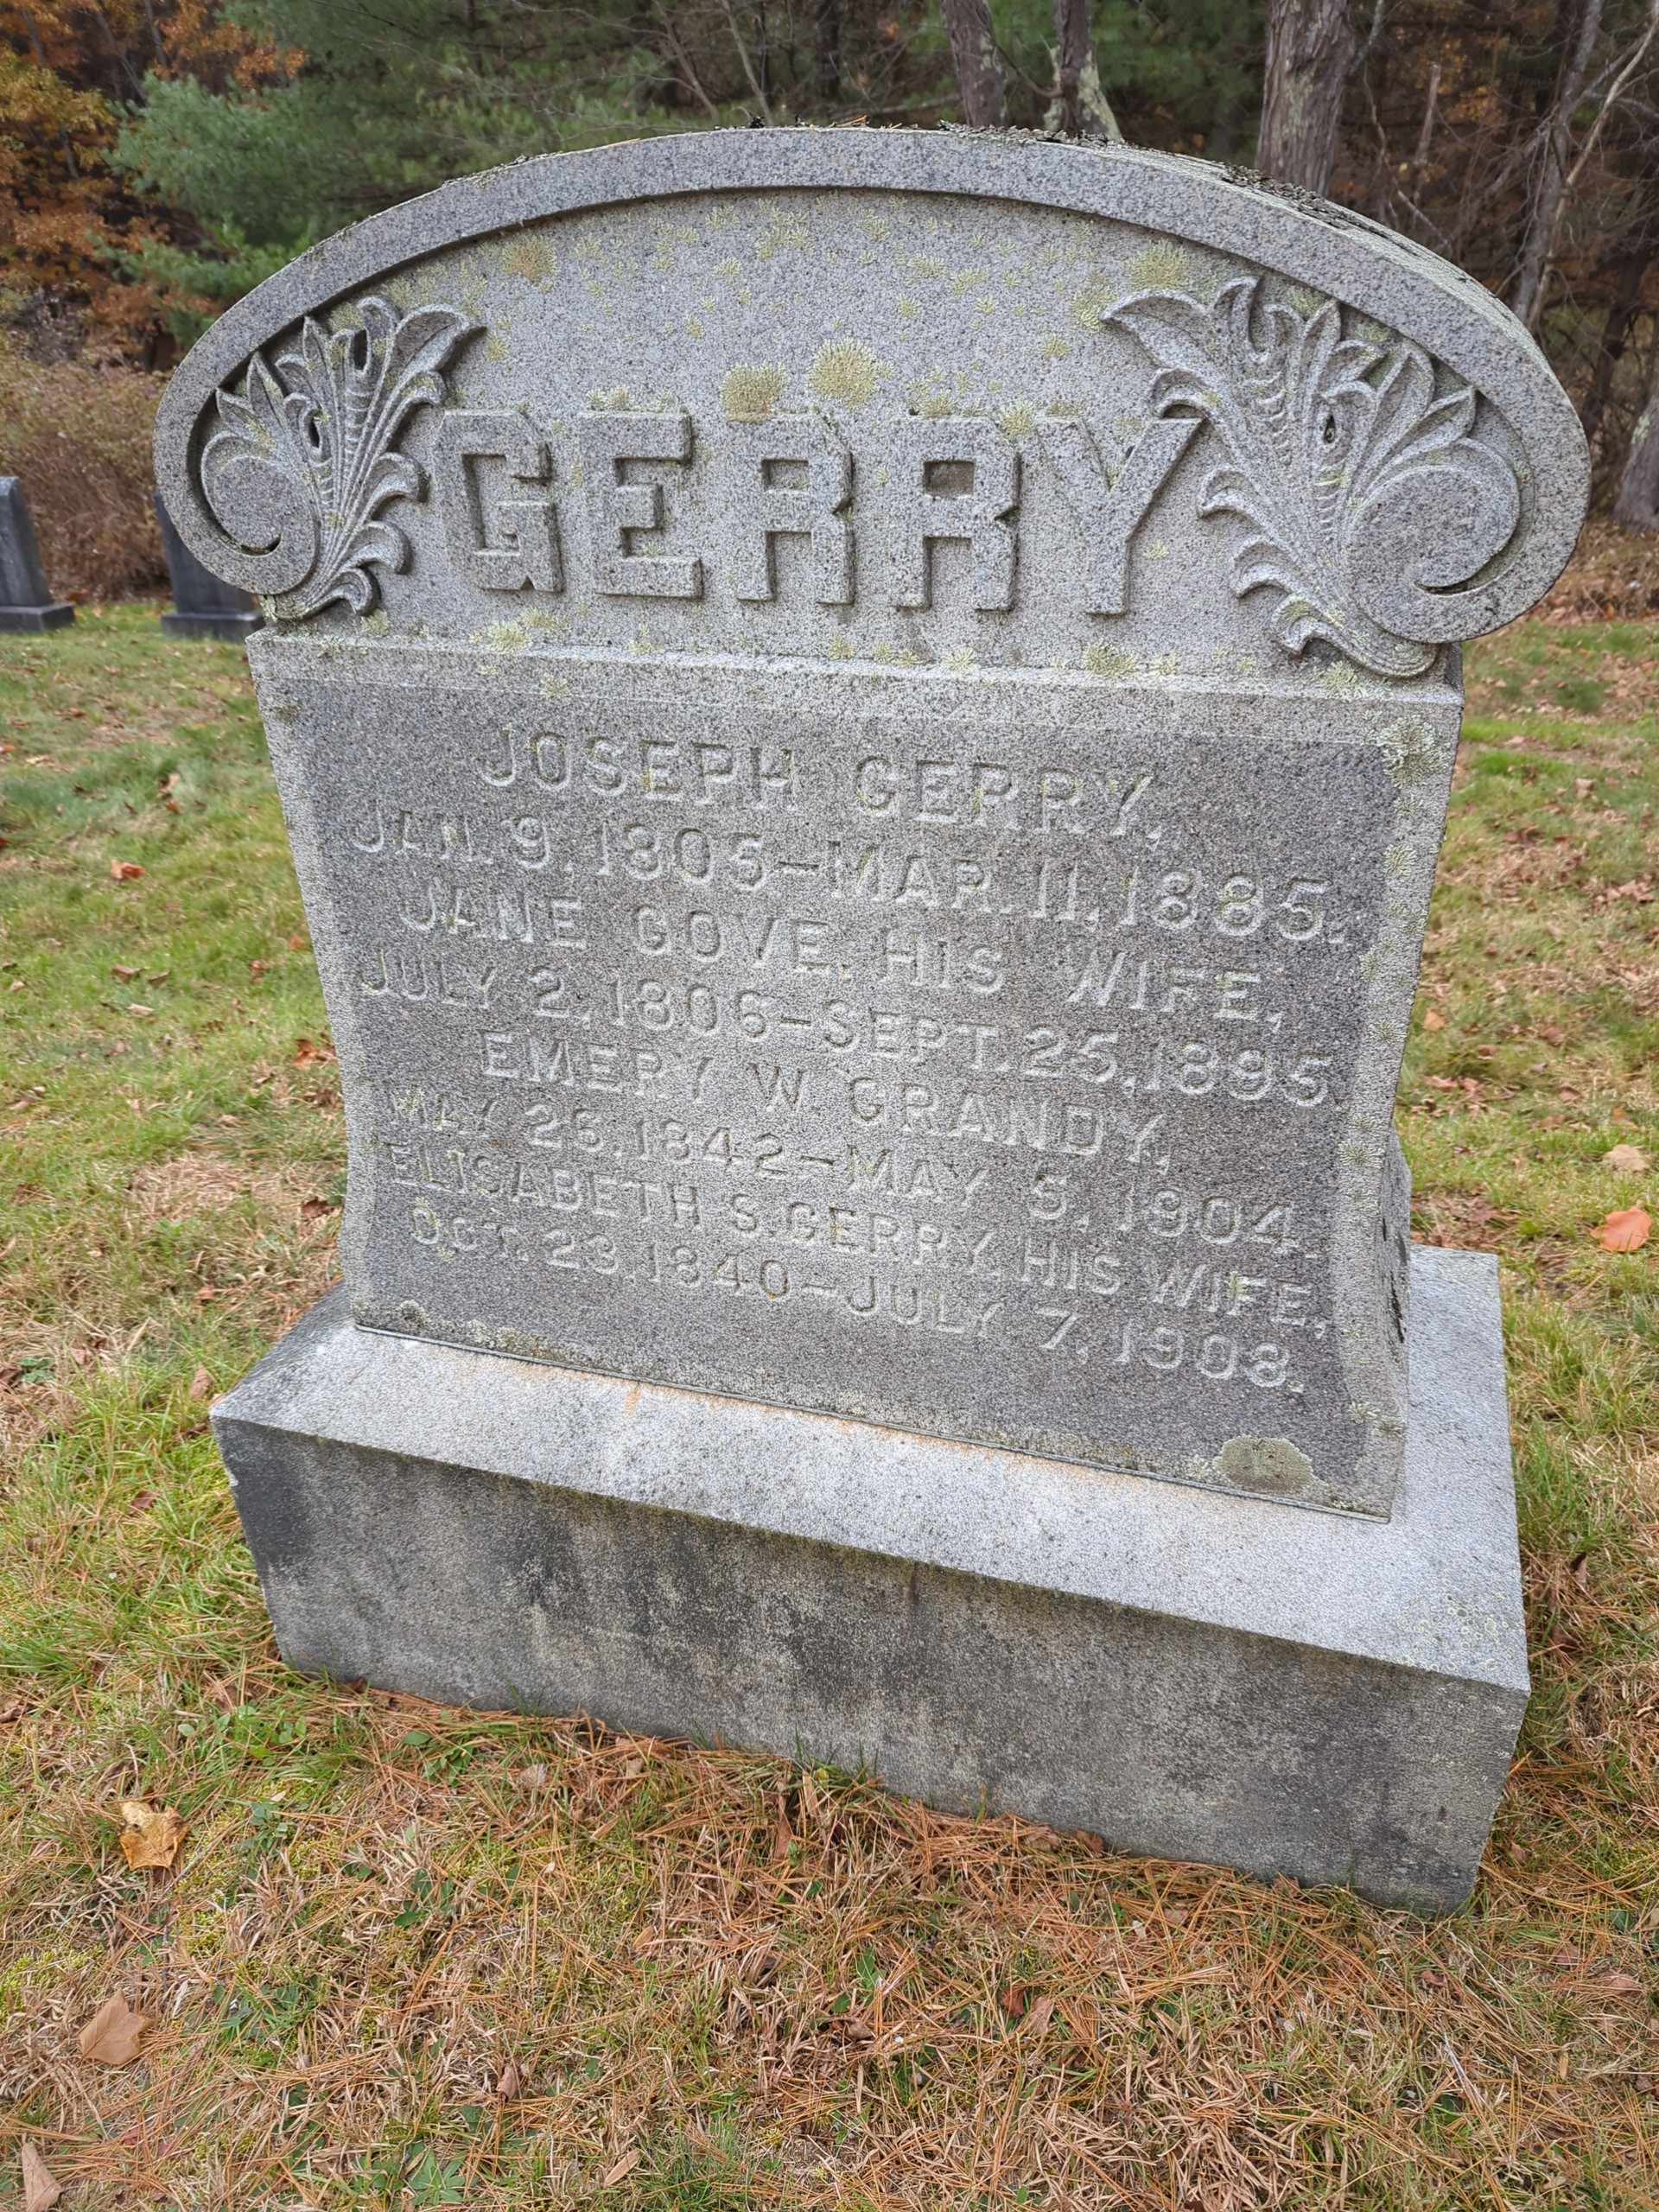 GERRY
JOSEPH GERRY,
JAN. 9, 1805–MAR. 11, 1885.
JANE GOVE, HIS WIFE,
JULY 2, 1806–SEPT. 25, 1895.
EMERY W. GRANDY,
MAY 26, 1842–MAY 5, 1904.
ELISABETH S. GERRY, HIS WIFE,
OCT. 23, 1840–JULY 7, 1908.